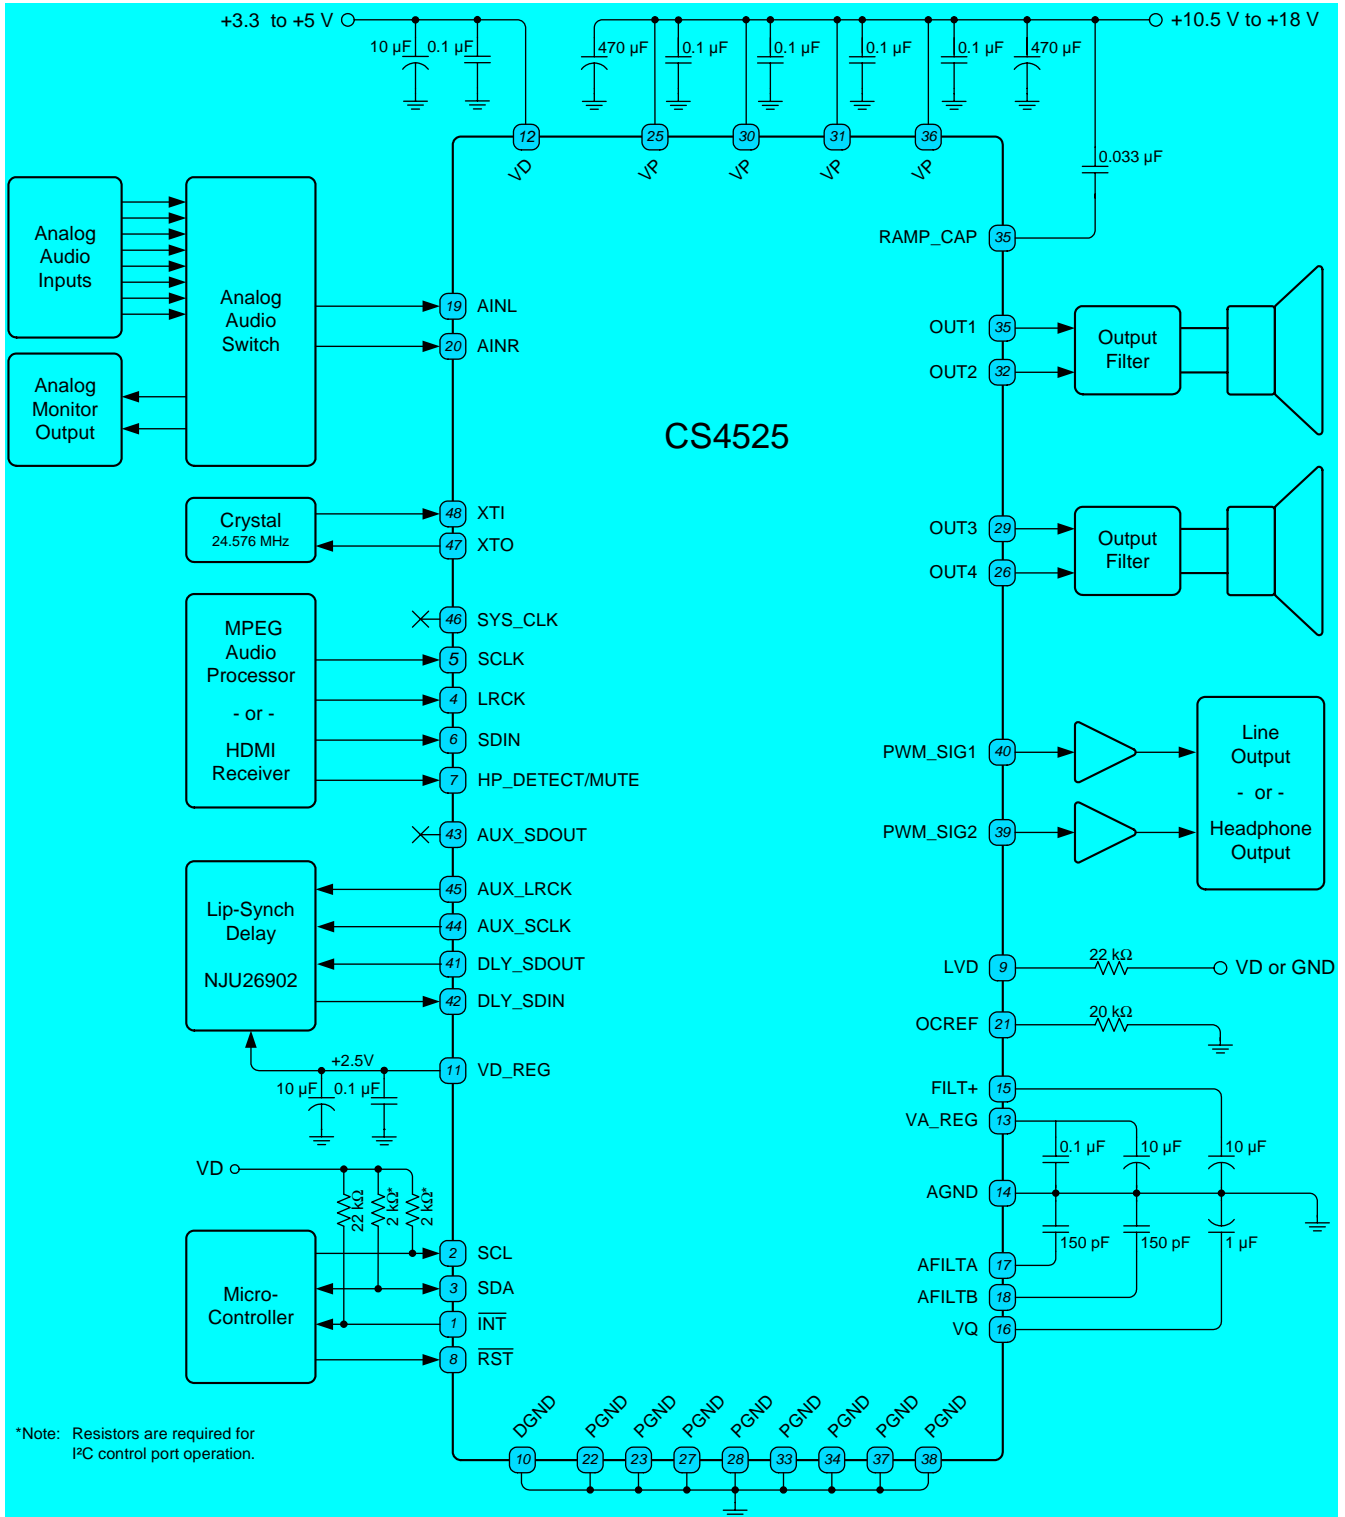 +3.3 to +5 V
+10.5 V to +18 V
10 µF
0.1 µF
470 µF
0.1 µF
0.1 µF
0.1 µF
0.1 µF
470 µF
12
25
30
31
36
VD
VP
VP
VP
VP
0.033 µF
RAMP_CAP
35
Analog
Audio
Inputs
Analog
Audio
Switch
Analog
Monitor
Output
19
AINL
20
AINR
OUT1
35
OUT2
32
Output
Filter
CS4525
Crystal
24.576 MHz
48
XTI
47
XTO
OUT3
29
OUT4
26
Output
Filter
46
SYS_CLK
MPEG
Audio
Processor
- or -
HDMI
Receiver
5
SCLK
4
LRCK
6
SDIN
7
HP_DETECT/MUTE
PWM_SIG1
40
PWM_SIG2
39
Line
Output
- or -
Headphone
Output
43
AUX_SDOUT
Lip-Synch
Delay
NJU26902
45
AUX_LRCK
44
AUX_SCLK
41
DLY_SDOUT
42
DLY_SDIN
LVD
9
22 kΩ
VD or GND
OCREF
21
20 kΩ
+2.5V
11
VD_REG
10 µF
0.1 µF
FILT+
15
VA_REG
13
0.1 µF
10 µF
10 µF
AGND
14
150 pF
150 pF
1 µF
AFILTA
17
AFILTB
18
VQ
16
VD
22 kΩ
2 kΩ*
2 kΩ*
Micro-
Controller
2
SCL
3
SDA
1
INT
8
RST
DGND
PGND
PGND
PGND
PGND
PGND
PGND
PGND
PGND
10
22
23
27
28
33
34
37
38
*Note: Resistors are required for
I²C control port operation.